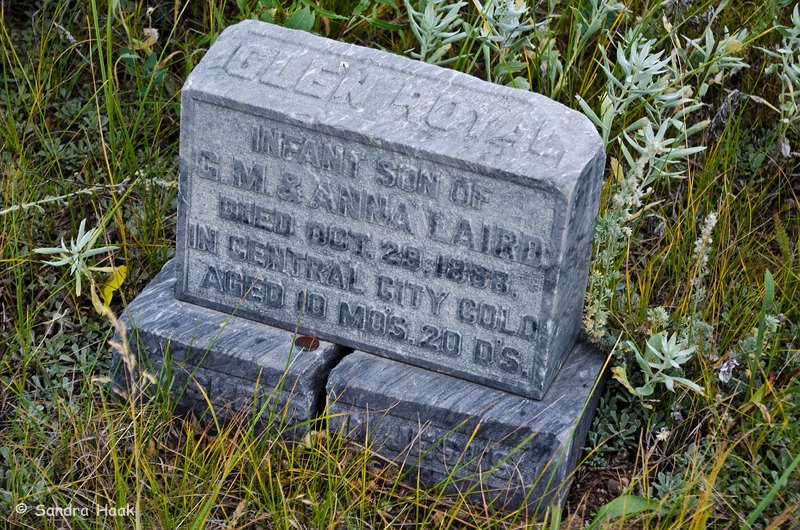 GLEN ROYAL
INFANT SON OF
G.M & ANNA LAIRD
DIED OCT. 29. 1888.
IN CENTRAL CITY COLO
AGED 10 MOS. 20 D'S.
© Sandra Haak